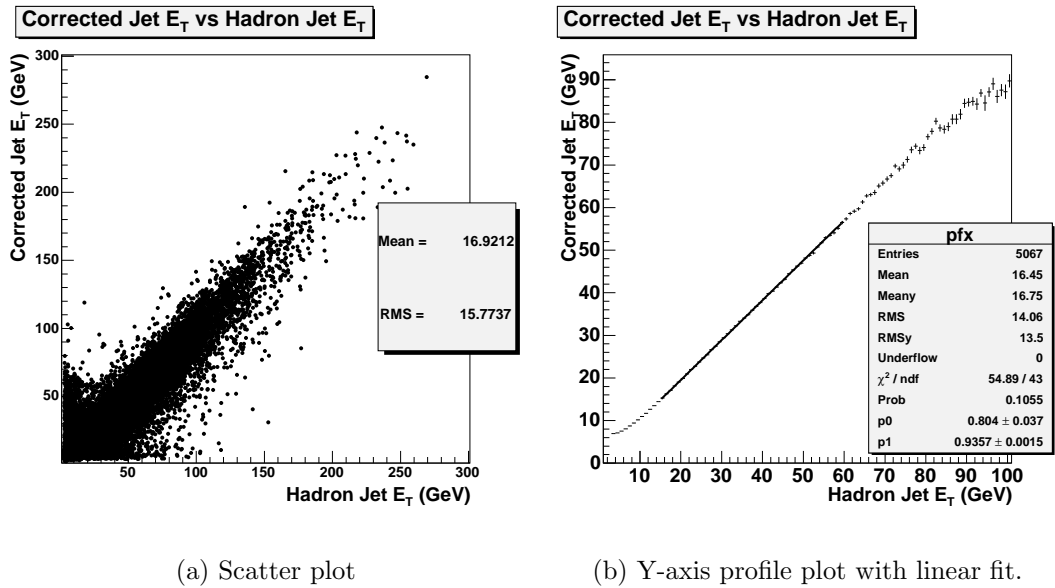 Corrected Jet E_T vs Hadron Jet E_T
Corrected Jet E_T (GeV)
300
250
200
150
100
50
50 100 150 200 250 300
Hadron Jet E_T (GeV)
Mean = 16.9212
RMS = 15.7737
(a) Scatter plot
Corrected Jet E_T vs Hadron Jet E_T
Corrected Jet E_T (GeV)
90
80
70
60
50
40
30
20
10
0
10 20 30 40 50 60 70 80 90 100
Hadron Jet E_T (GeV)
pfx
Entries 5067
Mean 16.45
Meany 16.75
RMS 14.06
RMSy 13.5
Underflow 0
χ² / ndf 54.89 / 43
Prob 0.1055
p0 0.804 ± 0.037
p1 0.9357 ± 0.0015
(b) Y-axis profile plot with linear fit.